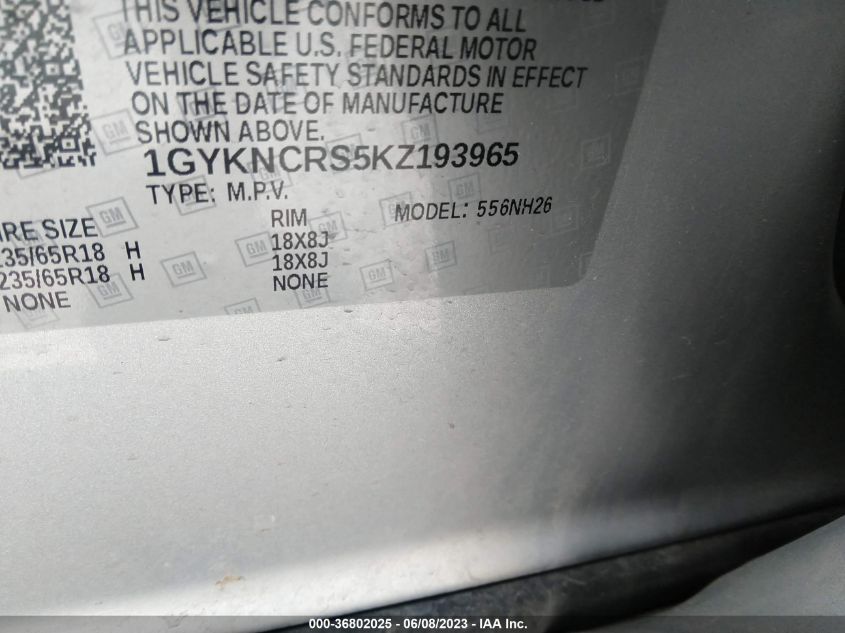 THIS VEHICLE CONFORMS TO ALL
APPLICABLE U.S. FEDERAL MOTOR
VEHICLE SAFETY STANDARDS IN EFFECT
ON THE DATE OF MANUFACTURE
SHOWN ABOVE.
1GYKNCRS5KZ193965
TYPE: M.P.V.
MODEL: 556NH26
IRE SIZE RIM
235/65R18 H 18X8J
235/65R18 H 18X8J
NONE NONE
000-36802025 - 06/08/2023 - IAA Inc.